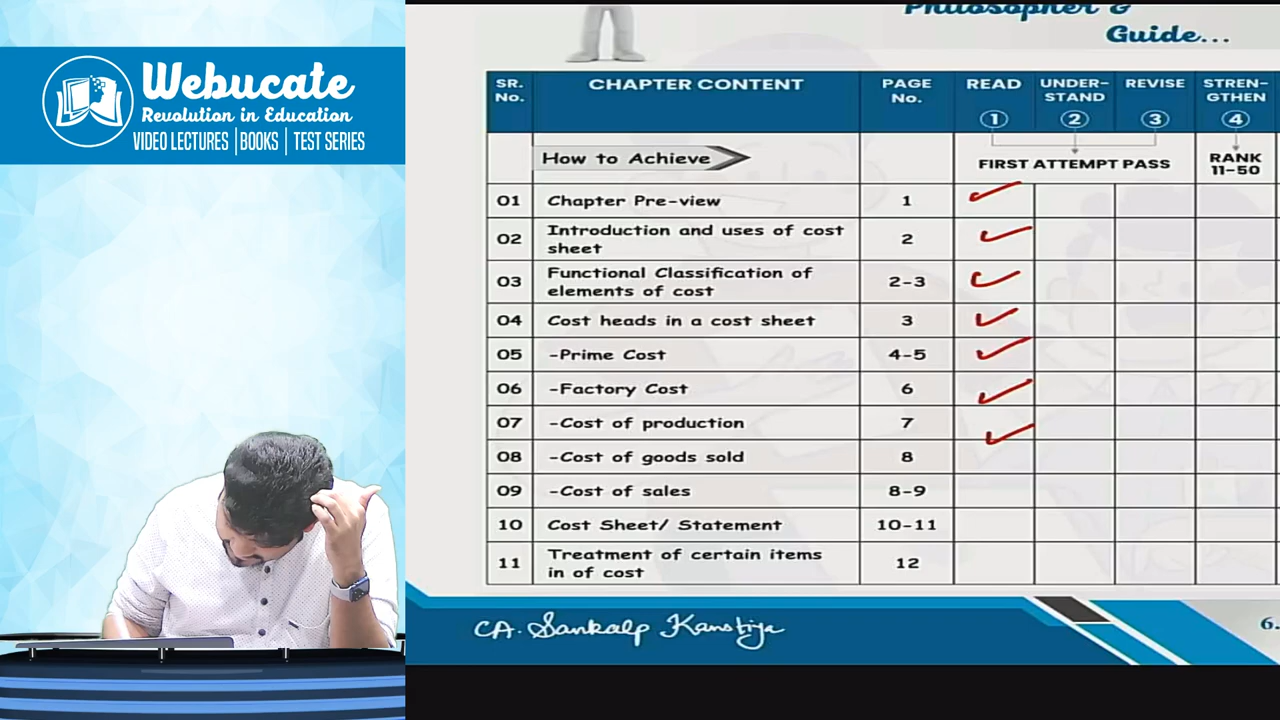 Webucate
Revolution in Education
VIDEO LECTURES | BOOKS | TEST SERIES
Philosopher &
Guide...
SR. No. CHAPTER CONTENT PAGE No. READ 1 UNDER-STAND 2 REVISE 3 STREN-GTHEN 4
How to Achieve FIRST ATTEMPT PASS RANK 11-50
01 Chapter Pre-view 1
02 Introduction and uses of cost sheet 2
03 Functional Classification of elements of cost 2-3
04 Cost heads in a cost sheet 3
05 -Prime Cost 4-5
06 -Factory Cost 6
07 -Cost of production 7
08 -Cost of goods sold 8
09 -Cost of sales 8-9
10 Cost Sheet/ Statement 10-11
11 Treatment of certain items in of cost 12
CA. Sankalp Kanstiya
6.